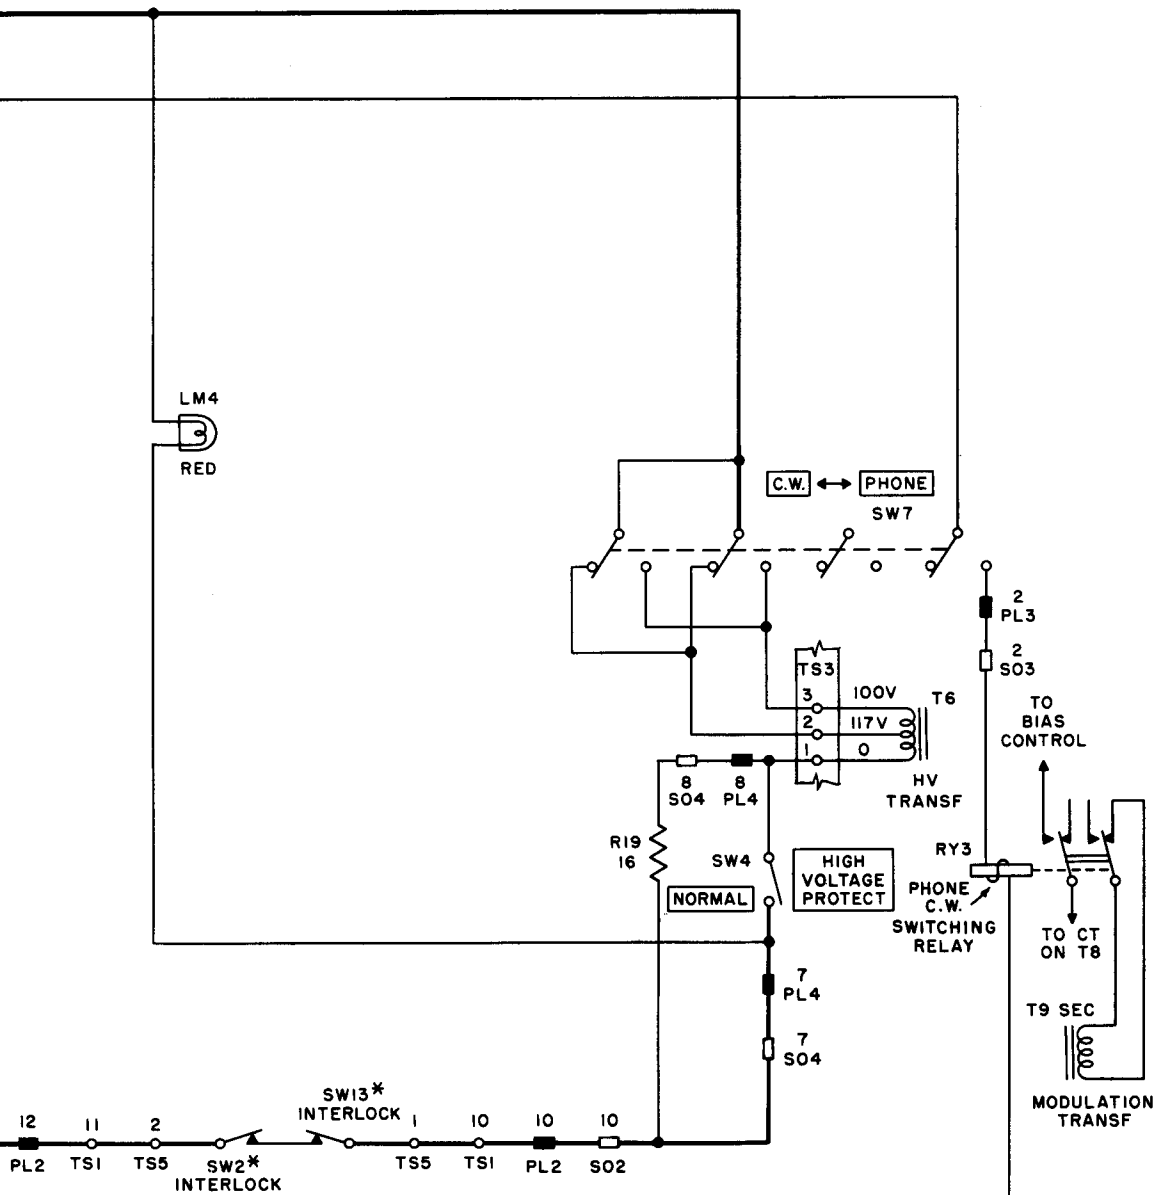 LM4
RED
C.W.
PHONE
SW7
2
PL3
2
SO3
TS3
3
100V
T6
2
117V
1
0
HV
TRANSF
TO
BIAS
CONTROL
8
SO4
8
PL4
R19
16
SW4
NORMAL
HIGH
VOLTAGE
PROTECT
RY3
PHONE
C.W.
SWITCHING
RELAY
TO CT
ON T8
7
PL4
7
SO4
T9 SEC
MODULATION
TRANSF
12
PL2
11
TS1
2
TS5
SW2*
INTERLOCK
SW13*
INTERLOCK
1
TS5
10
TS1
10
PL2
10
SO2